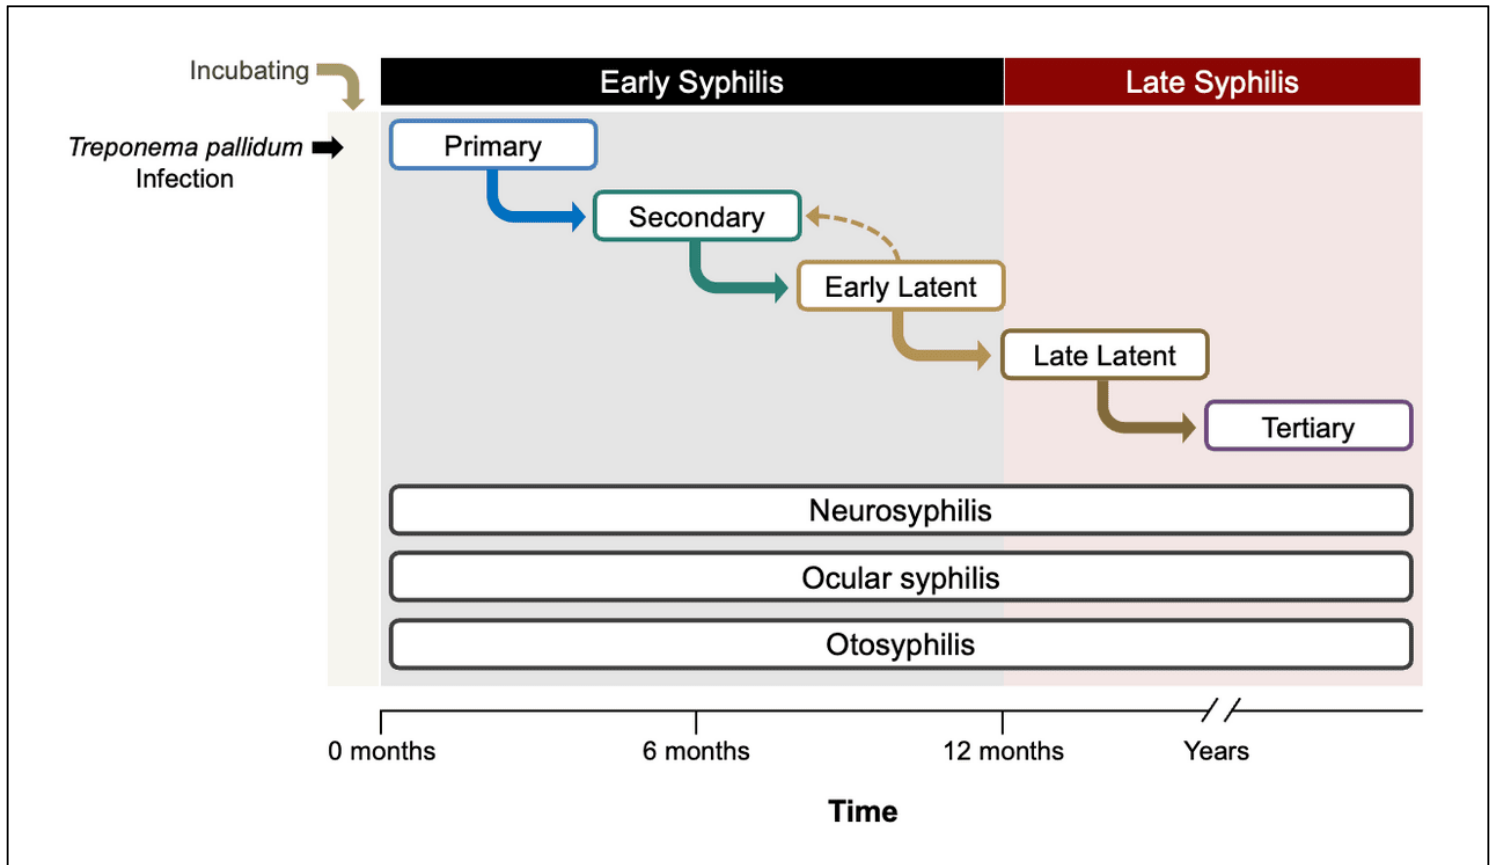 Incubating
Early Syphilis
Late Syphilis
Treponema pallidum
Infection
Primary
Secondary
Early Latent
Late Latent
Tertiary
Neurosyphilis
Ocular syphilis
Otosyphilis
0 months
6 months
12 months
Years
Time